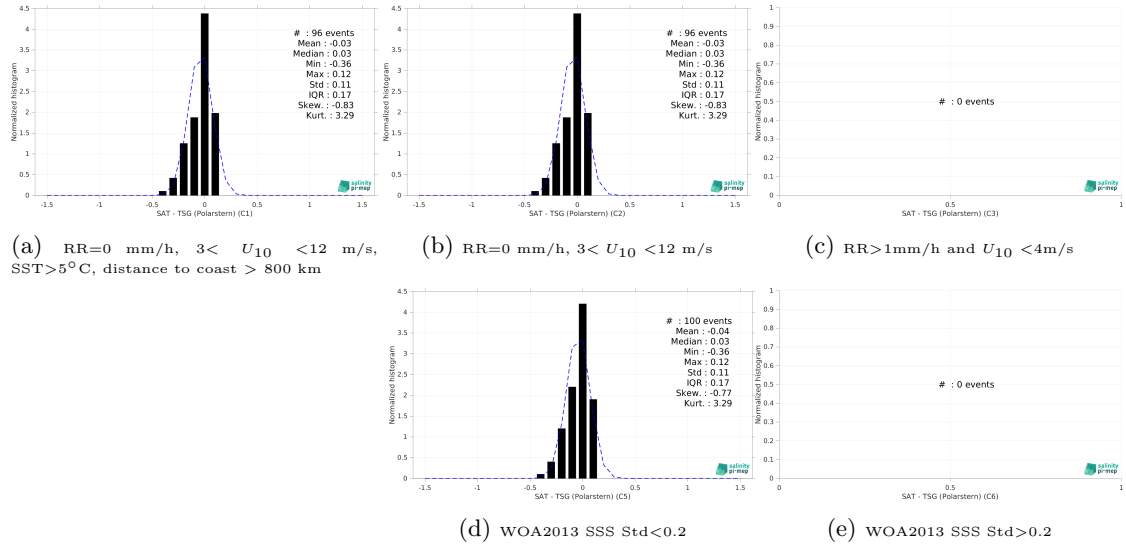 4.5
4
3.5
3
2.5
2
1.5
1
0.5
0
Normalized histogram
# : 96 events
Mean : -0.03
Median : 0.03
Min : -0.36
Max : 0.12
Std : 0.11
IQR : 0.17
Skew. : -0.83
Kurt. : 3.29
salinity
pi-mep
-1.5 -1 -0.5 0 0.5 1 1.5
SAT - TSG (Polarstern) (C1)
4.5
4
3.5
3
2.5
2
1.5
1
0.5
0
Normalized histogram
# : 96 events
Mean : -0.03
Median : 0.03
Min : -0.36
Max : 0.12
Std : 0.11
IQR : 0.17
Skew. : -0.83
Kurt. : 3.29
salinity
pi-mep
-1.5 -1 -0.5 0 0.5 1 1.5
SAT - TSG (Polarstern) (C2)
1
0.9
0.8
0.7
0.6
0.5
0.4
0.3
0.2
0.1
0
Normalized histogram
# : 0 events
salinity
pi-mep
0 0.5 1
SAT - TSG (Polarstern) (C3)
(a) RR=0 mm/h, 3< U10 <12 m/s,
SST>5°C, distance to coast > 800 km
(b) RR=0 mm/h, 3< U10 <12 m/s
(c) RR>1mm/h and U10 <4m/s
4.5
4
3.5
3
2.5
2
1.5
1
0.5
0
Normalized histogram
# : 100 events
Mean : -0.04
Median : 0.03
Min : -0.36
Max : 0.12
Std : 0.11
IQR : 0.17
Skew. : -0.77
Kurt. : 3.29
salinity
pi-mep
-1.5 -1 -0.5 0 0.5 1 1.5
SAT - TSG (Polarstern) (C5)
1
0.9
0.8
0.7
0.6
0.5
0.4
0.3
0.2
0.1
0
Normalized histogram
# : 0 events
salinity
pi-mep
0 0.5 1
SAT - TSG (Polarstern) (C6)
(d) WOA2013 SSS Std<0.2
(e) WOA2013 SSS Std>0.2